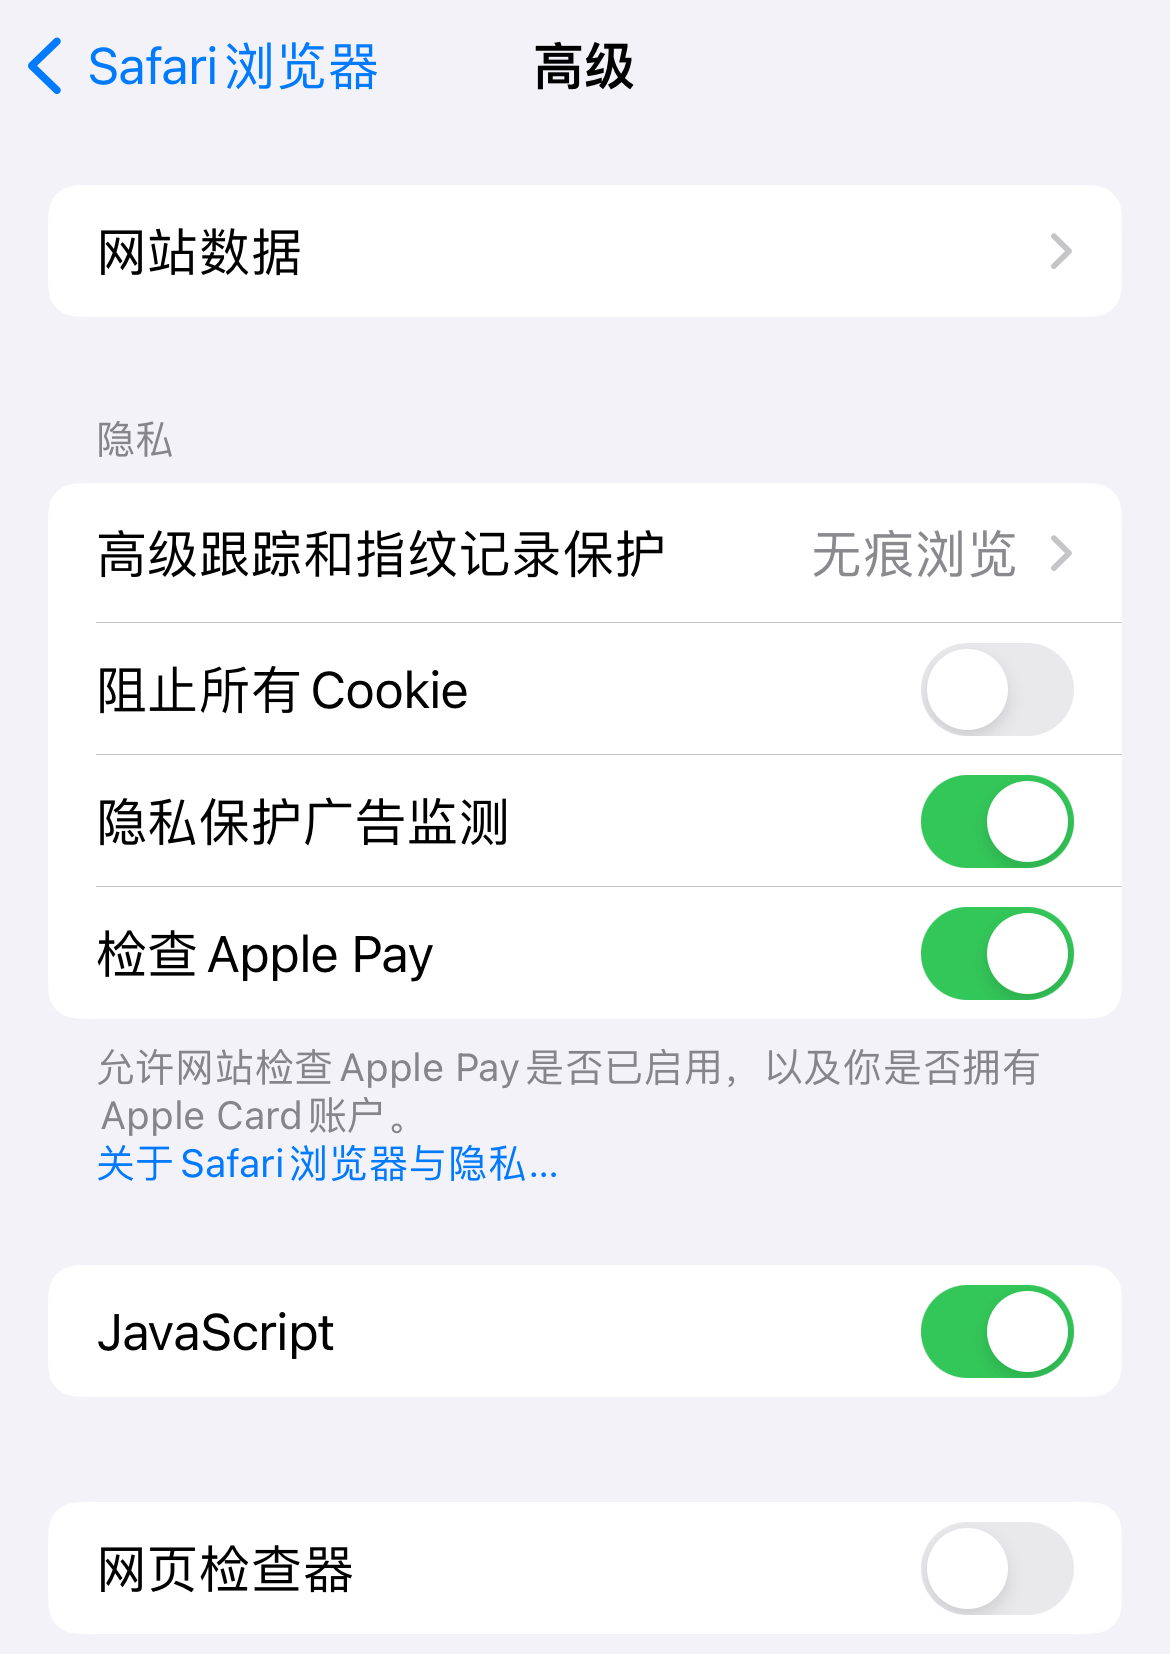 Safari浏览器 高级
网站数据
隐私
高级跟踪和指纹记录保护 无痕浏览
阻止所有 Cookie
隐私保护广告监测
检查 Apple Pay
允许网站检查 Apple Pay 是否已启用，以及你是否拥有
Apple Card 账户。
关于 Safari 浏览器与隐私...
JavaScript
网页检查器